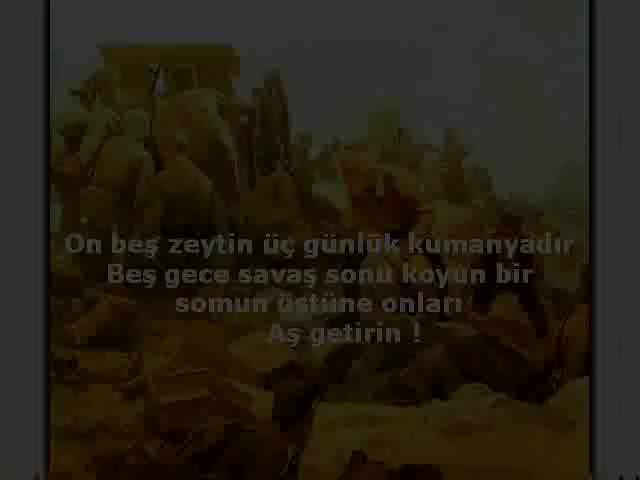 On beş zeytin üç günlük kumanyadır
Beş gece savaş sonu koyun bir
somun üstüne onları
Aş getirin !